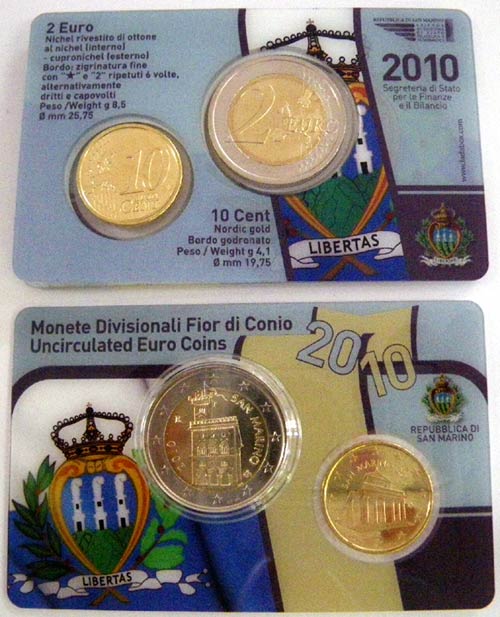 2 Euro
Nichel rivestito di ottone
al nichel (interno)
- cupronichel (esterno)
Bordo: zigrinatura fine
con "★" e "2" ripetuti 6 volte,
alternativamente
dritti e capovolti
Peso /Weight g 8,5
Ø mm 25,75
REPUBBLICA DI SAN MARINO
2010
Segreteria di Stato
per le Finanze
e il Bilancio
2 EURO
10
CENT
10 Cent
Nordic gold
Bordo godronato
Peso / Weight g 4,1
Ø mm 19,75
LIBERTAS
Monete Divisionali Fior di Conio
Uncirculated Euro Coins
2010
SAN MARINO
2010
R
REPUBBLICA
DI SAN MARINO
SAN MARINO
LIBERTAS